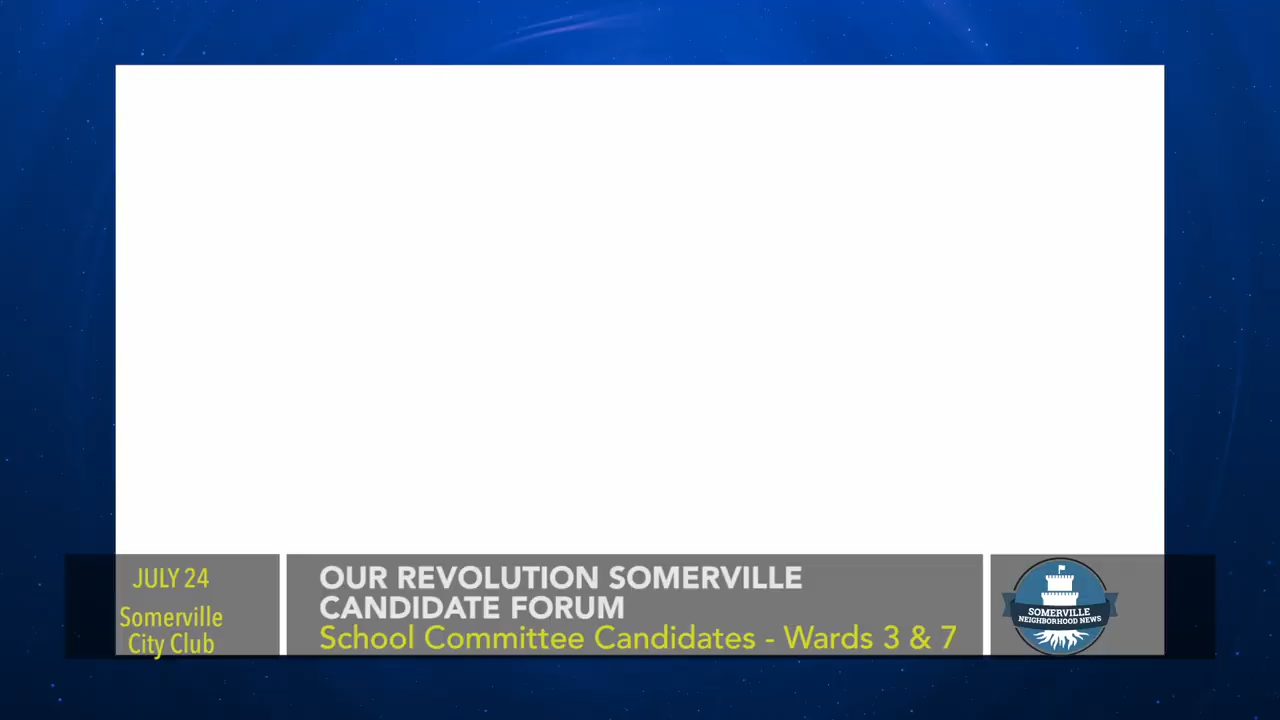 JULY 24
Somerville
City Club
OUR REVOLUTION SOMERVILLE
CANDIDATE FORUM
School Committee Candidates - Wards 3 & 7
SOMERVILLE
NEIGHBORHOOD NEWS